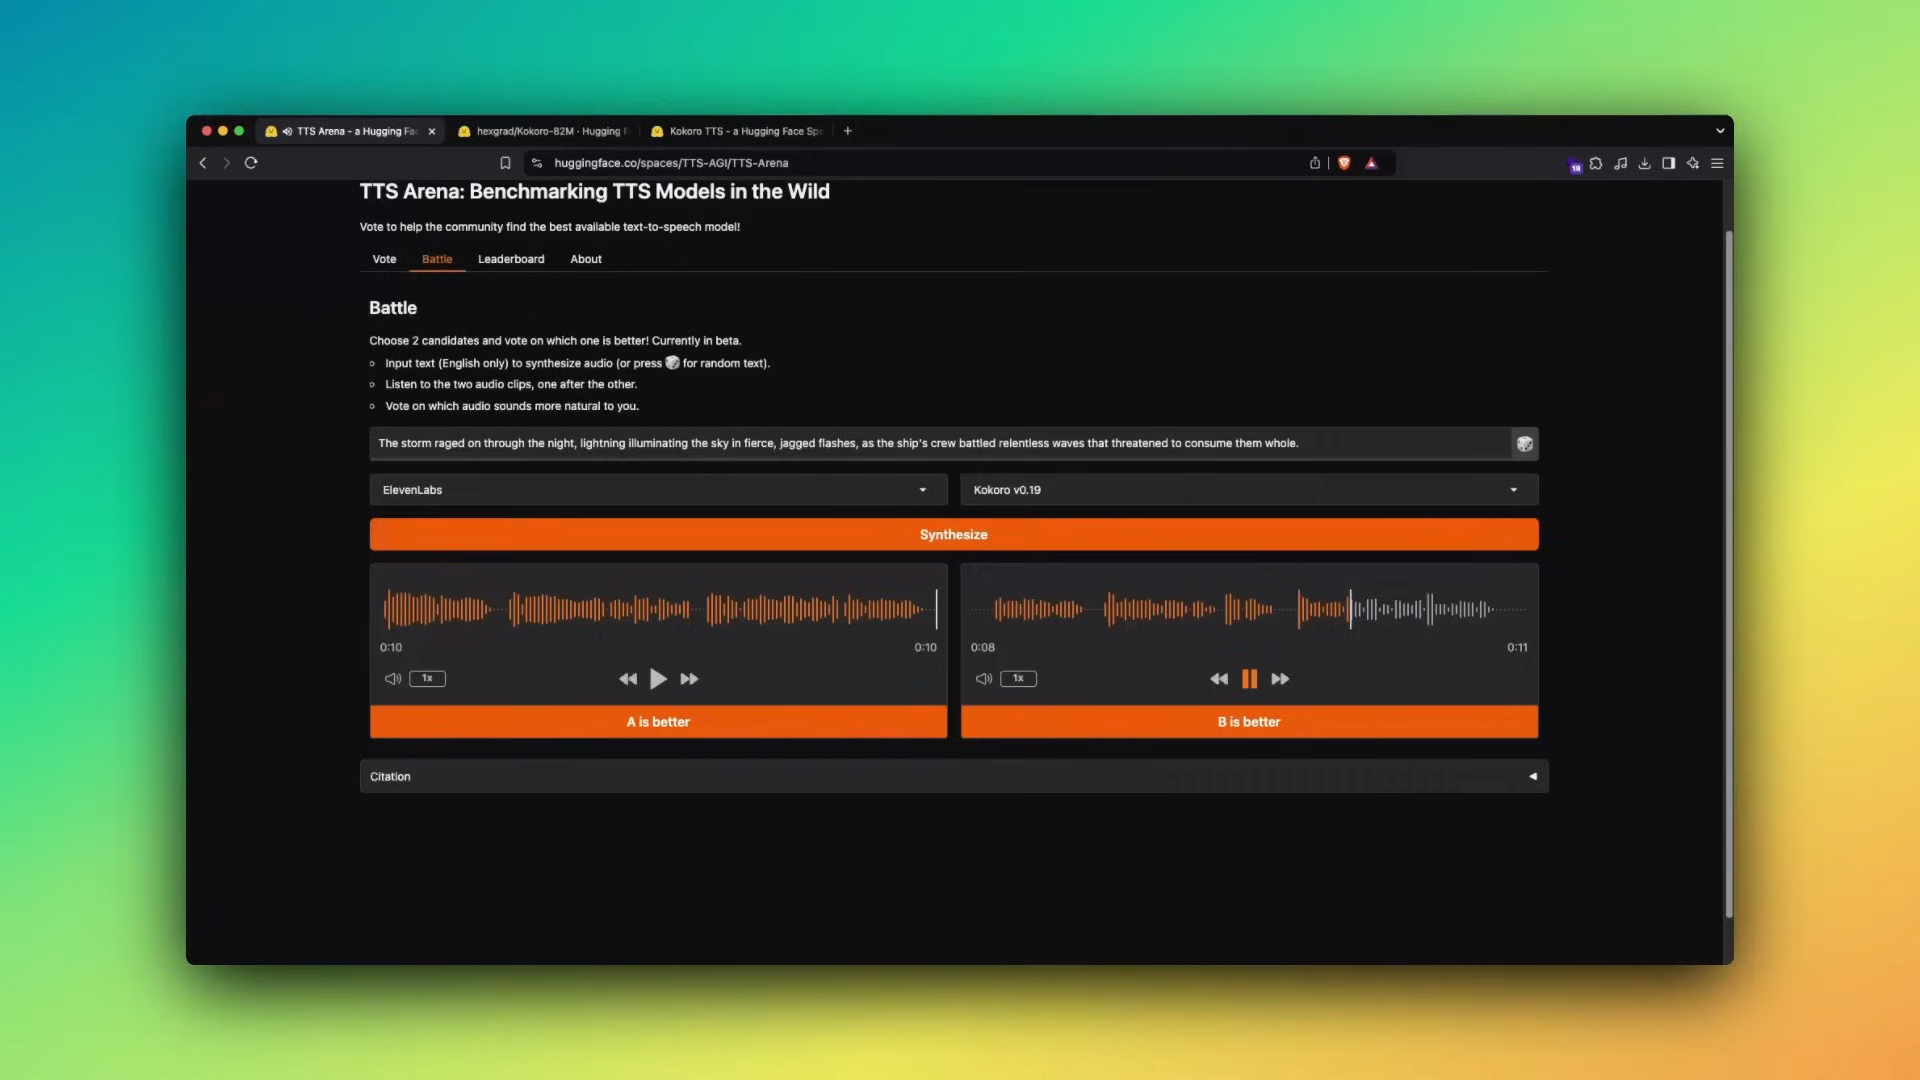 TTS Arena - a Hugging Fa
hexgrad/Kokoro-82M · Hugging F
Kokoro TTS - a Hugging Face Spa
huggingface.co/spaces/TTS-AGI/TTS-Arena
18
TTS Arena: Benchmarking TTS Models in the Wild
Vote to help the community find the best available text-to-speech model!
Vote Battle Leaderboard About
Battle
Choose 2 candidates and vote on which one is better! Currently in beta.
Input text (English only) to synthesize audio (or press 🎲 for random text).
Listen to the two audio clips, one after the other.
Vote on which audio sounds more natural to you.
The storm raged on through the night, lightning illuminating the sky in fierce, jagged flashes, as the ship's crew battled relentless waves that threatened to consume them whole.
ElevenLabs
Kokoro v0.19
Synthesize
0:10 0:10
0:08 0:11
1x
1x
A is better
B is better
Citation